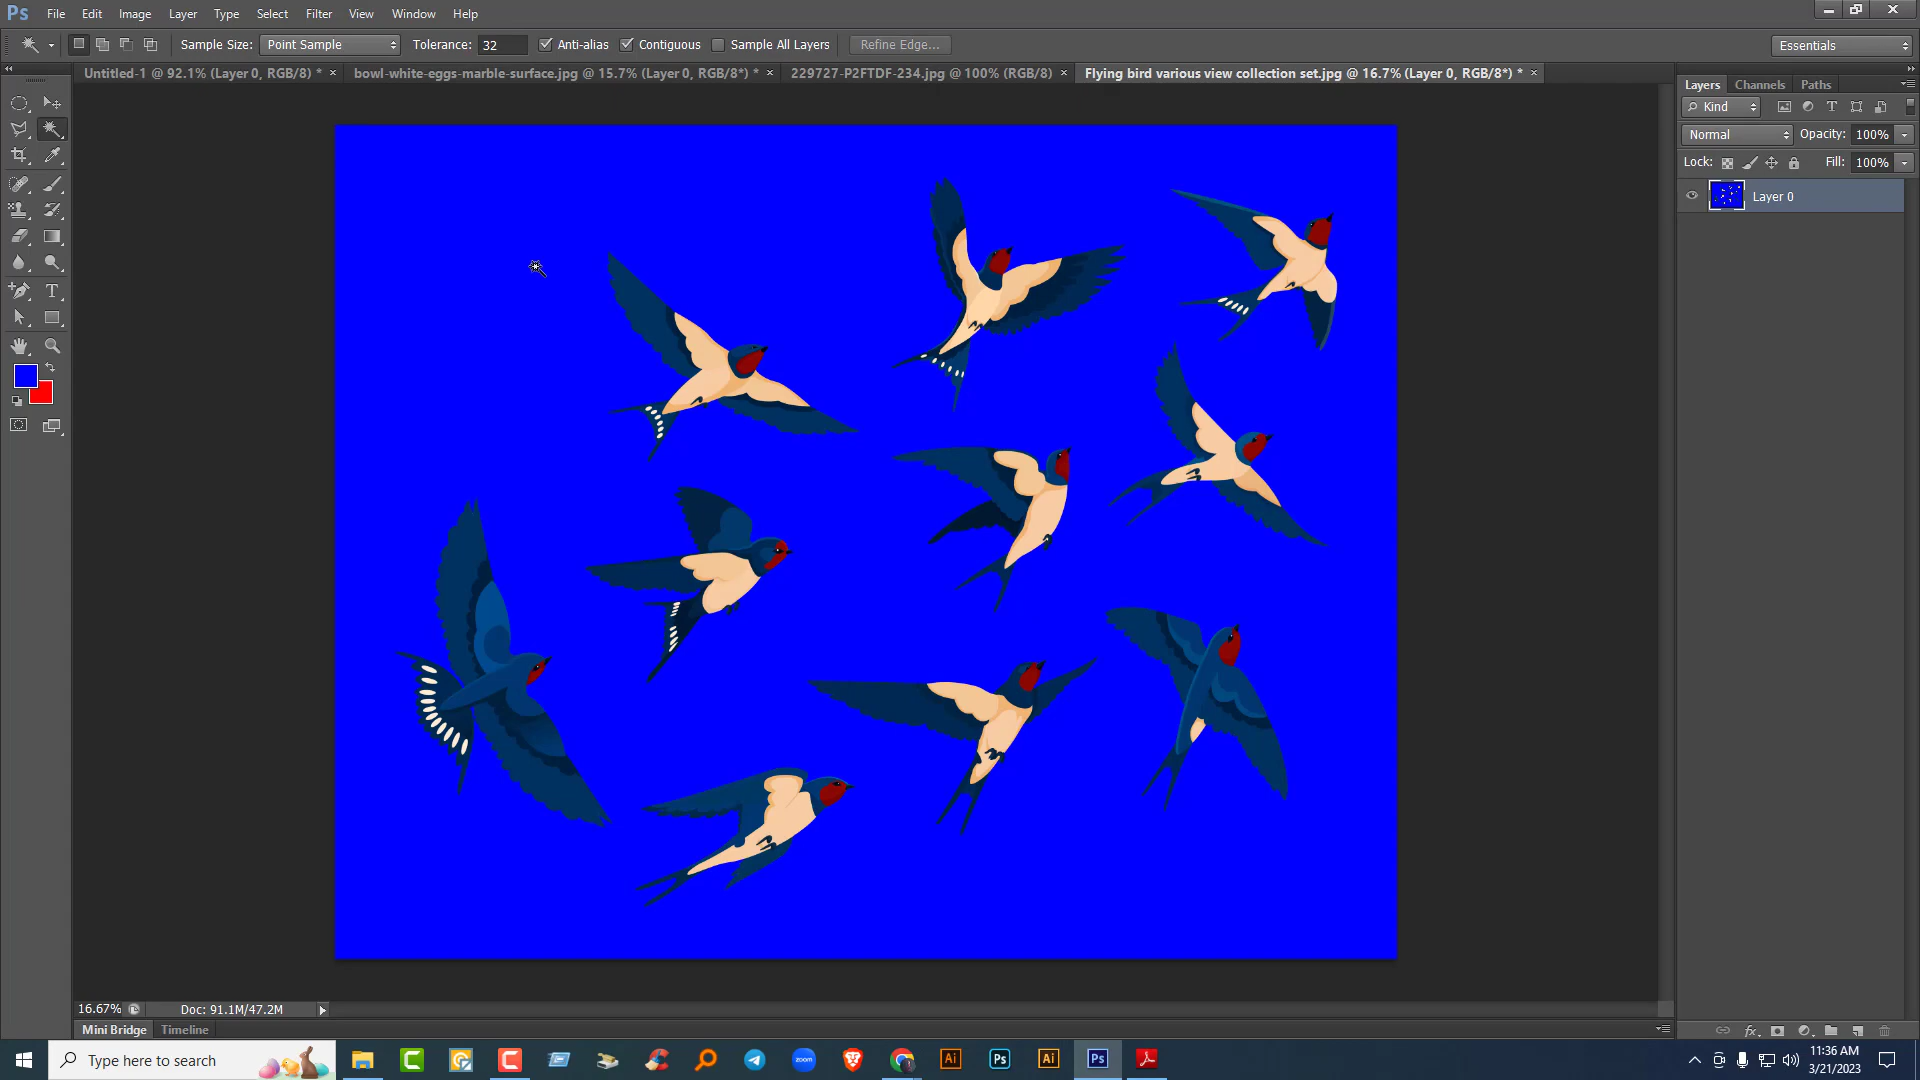 Ps File Edit Image Layer Type Select Filter View Window Help
Sample Size: Point Sample Tolerance: 32 Anti-alias Contiguous Sample All Layers Refine Edge... Essentials
Untitled-1 @ 92.1% (Layer 0, RGB/8) * × bowl-white-eggs-marble-surface.jpg @ 15.7% (Layer 0, RGB/8*) * × 229727-P2FTDF-234.jpg @ 100% (RGB/8) × Flying bird various view collection set.jpg @ 16.7% (Layer 0, RGB/8*) * ×
Layers Channels Paths
Kind
Normal Opacity: 100%
Lock: Fill: 100%
Layer 0
16.67% Doc: 91.1M/47.2M
Mini Bridge Timeline
Type here to search
zoom Ai Ps Ai Ps
11:36 AM
3/21/2023